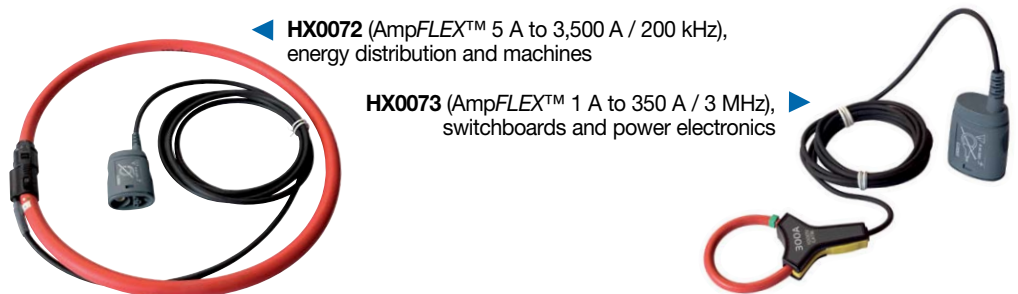 HX0072 (AmpFLEX™ 5 A to 3,500 A / 200 kHz),
energy distribution and machines
HX0073 (AmpFLEX™ 1 A to 350 A / 3 MHz),
switchboards and power electronics
300A